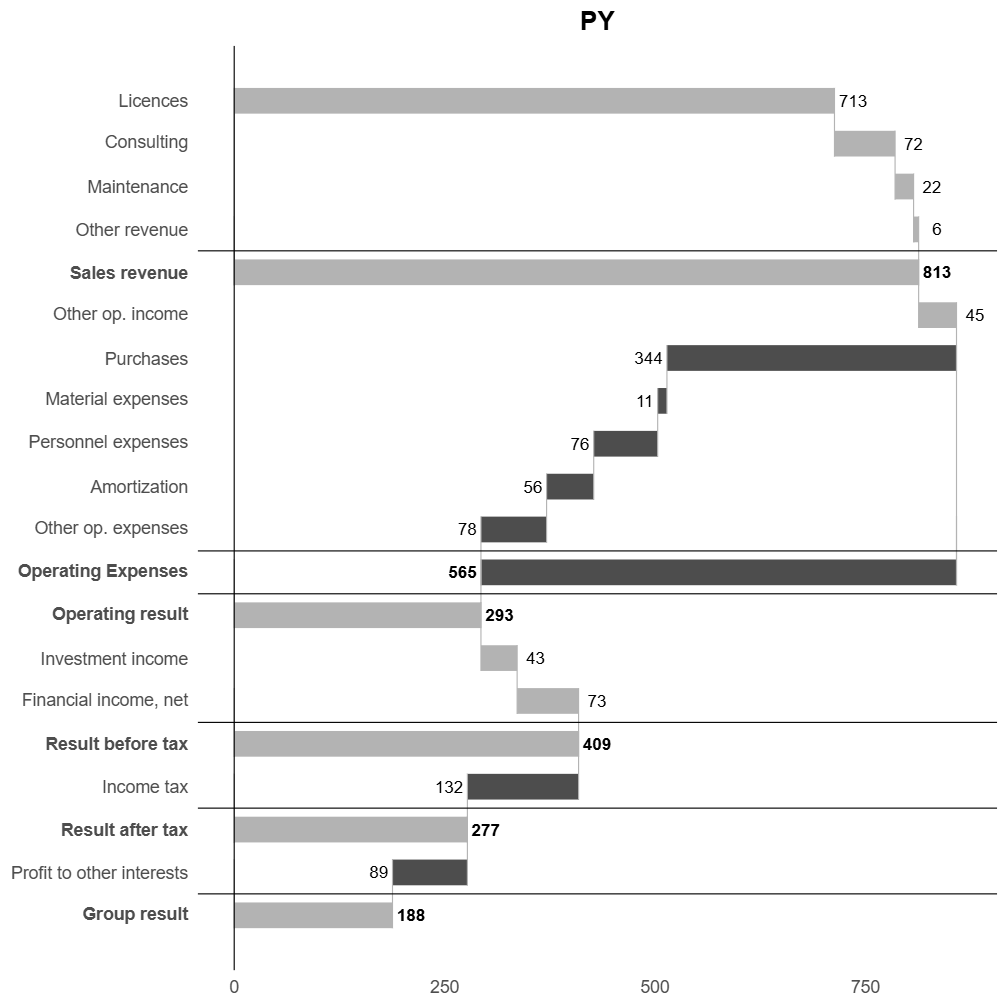 PY
Licences 713
Consulting 72
Maintenance 22
Other revenue 6
Sales revenue 813
Other op. income 45
Purchases 344
Material expenses 11
Personnel expenses 76
Amortization 56
Other op. expenses 78
Operating Expenses 565
Operating result 293
Investment income 43
Financial income, net 73
Result before tax 409
Income tax 132
Result after tax 277
Profit to other interests 89
Group result 188
0 250 500 750